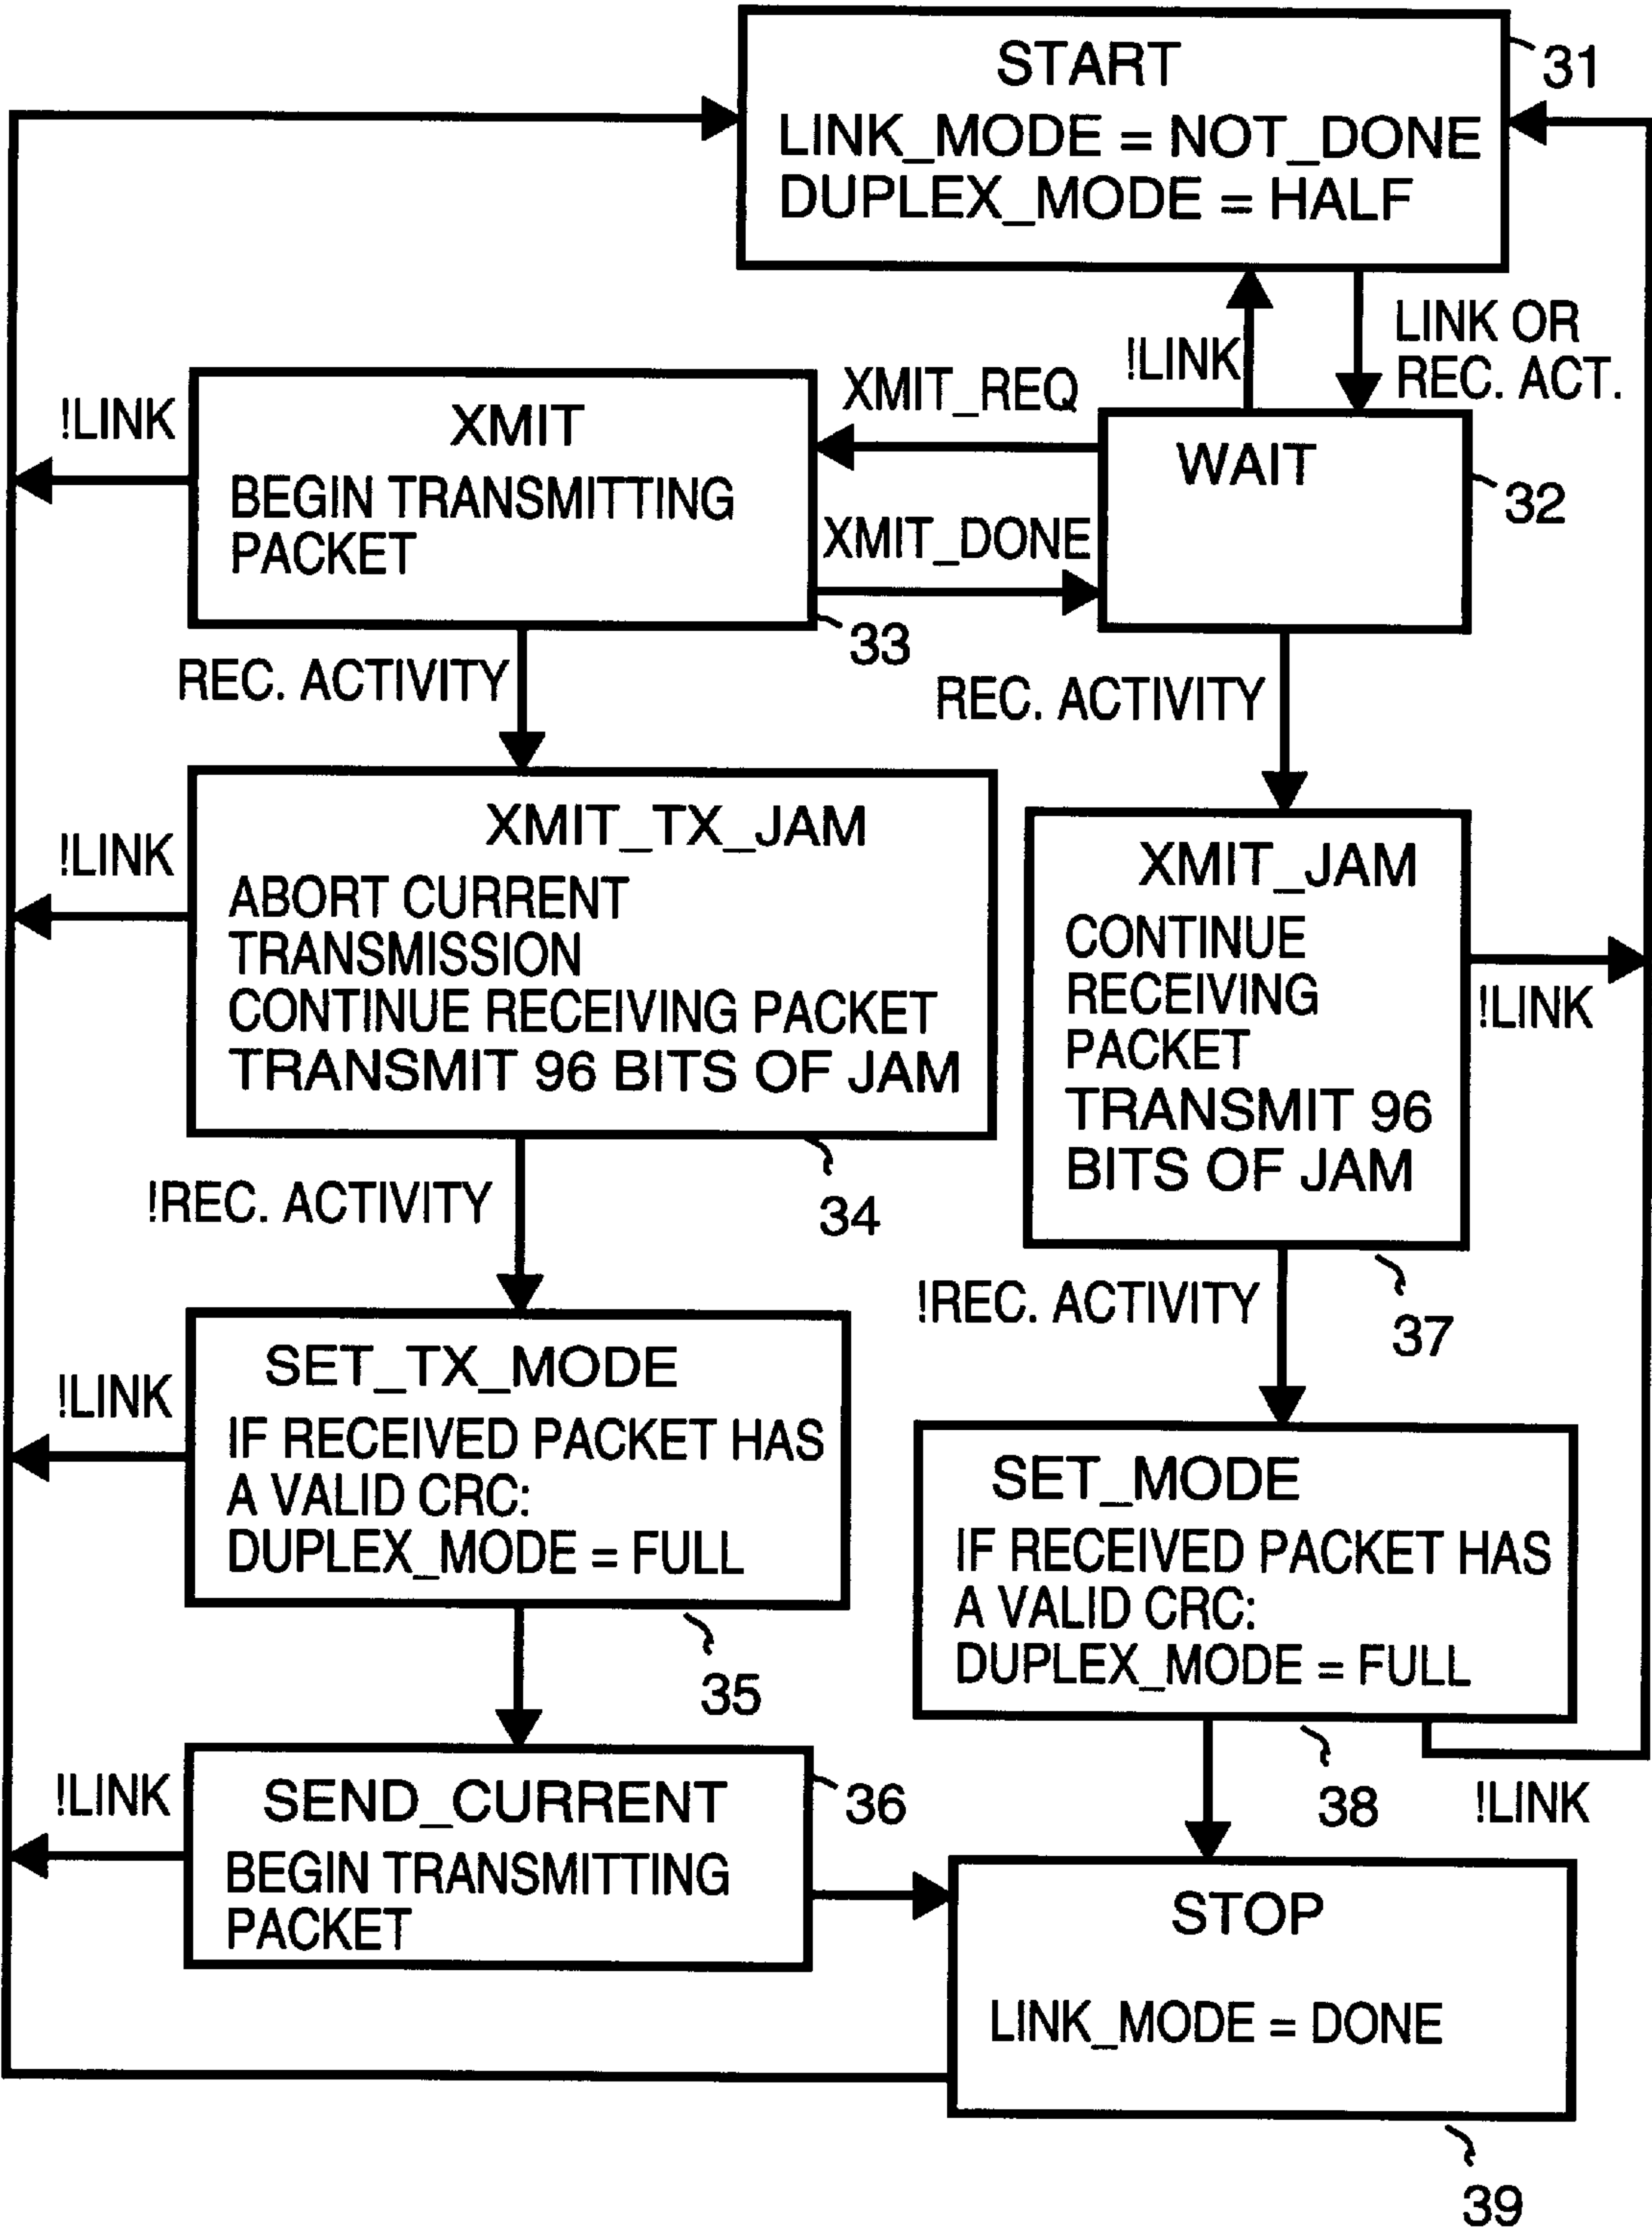 START
31
LINK_MODE = NOT_DONE
DUPLEX_MODE = HALF
!LINK
LINK OR
REC. ACT.
!LINK
XMIT
BEGIN TRANSMITTING
PACKET
33
XMIT_REQ
XMIT_DONE
WAIT
32
REC. ACTIVITY
REC. ACTIVITY
!LINK
XMIT_TX_JAM
ABORT CURRENT
TRANSMISSION
CONTINUE RECEIVING PACKET
TRANSMIT 96 BITS OF JAM
34
XMIT_JAM
CONTINUE
RECEIVING
PACKET
TRANSMIT 96
BITS OF JAM
37
!LINK
!REC. ACTIVITY
!REC. ACTIVITY
!LINK
SET_TX_MODE
IF RECEIVED PACKET HAS
A VALID CRC:
DUPLEX_MODE = FULL
35
SET_MODE
IF RECEIVED PACKET HAS
A VALID CRC:
DUPLEX_MODE = FULL
38
!LINK
!LINK
SEND_CURRENT
BEGIN TRANSMITTING
PACKET
36
STOP
LINK_MODE = DONE
39